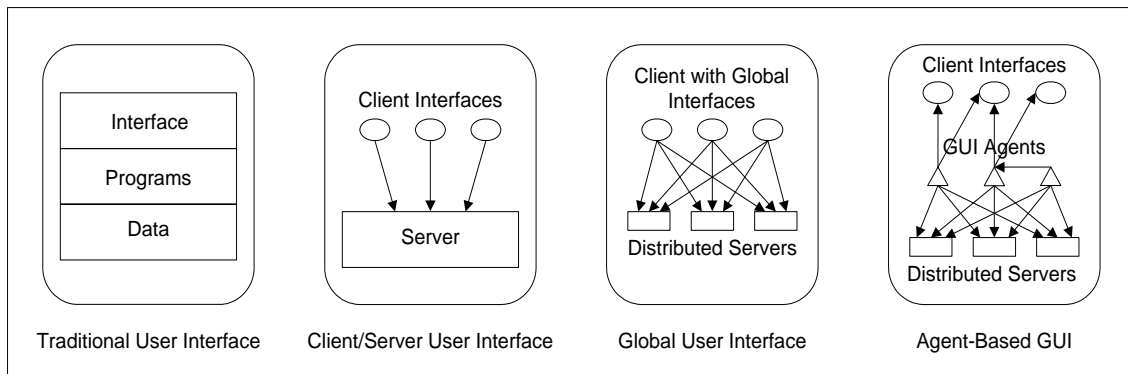 Interface
Programs
Data
Traditional User Interface
Client Interfaces
Server
Client/Server User Interface
Client with Global
Interfaces
Distributed Servers
Global User Interface
Client Interfaces
GUI Agents
Distributed Servers
Agent-Based GUI